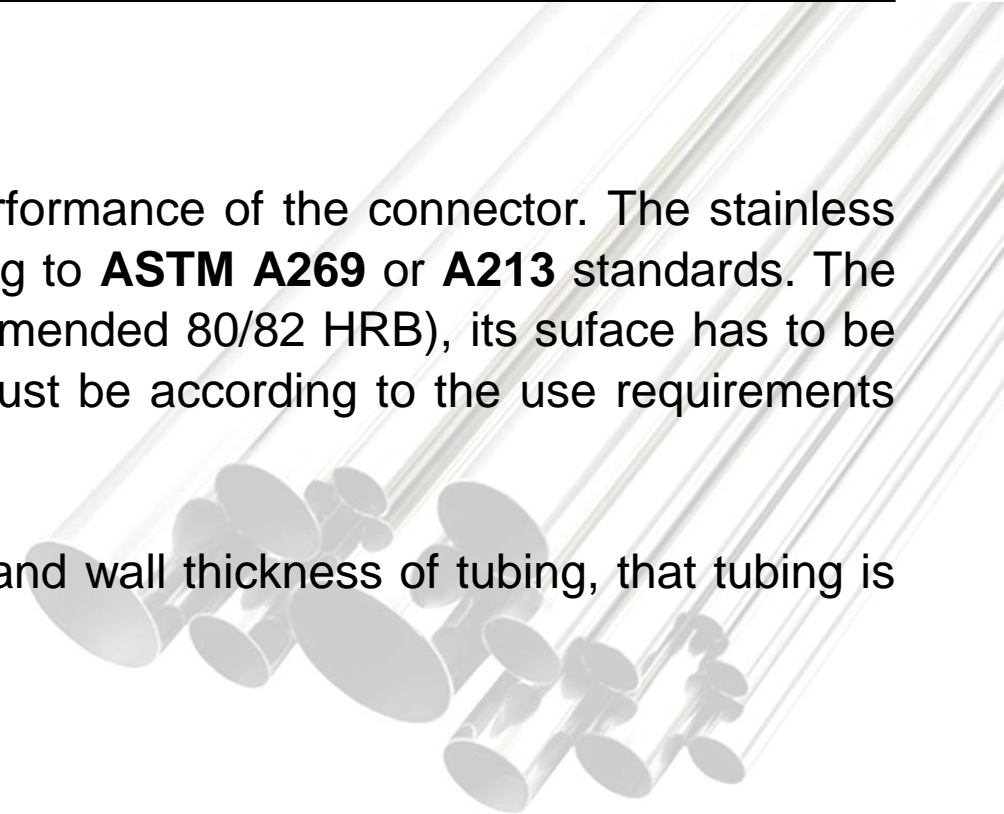 rformance of the connector. The stainless
g to ASTM A269 or A213 standards. The
mended 80/82 HRB), its suface has to be
ust be according to the use requirements
and wall thickness of tubing, that tubing is